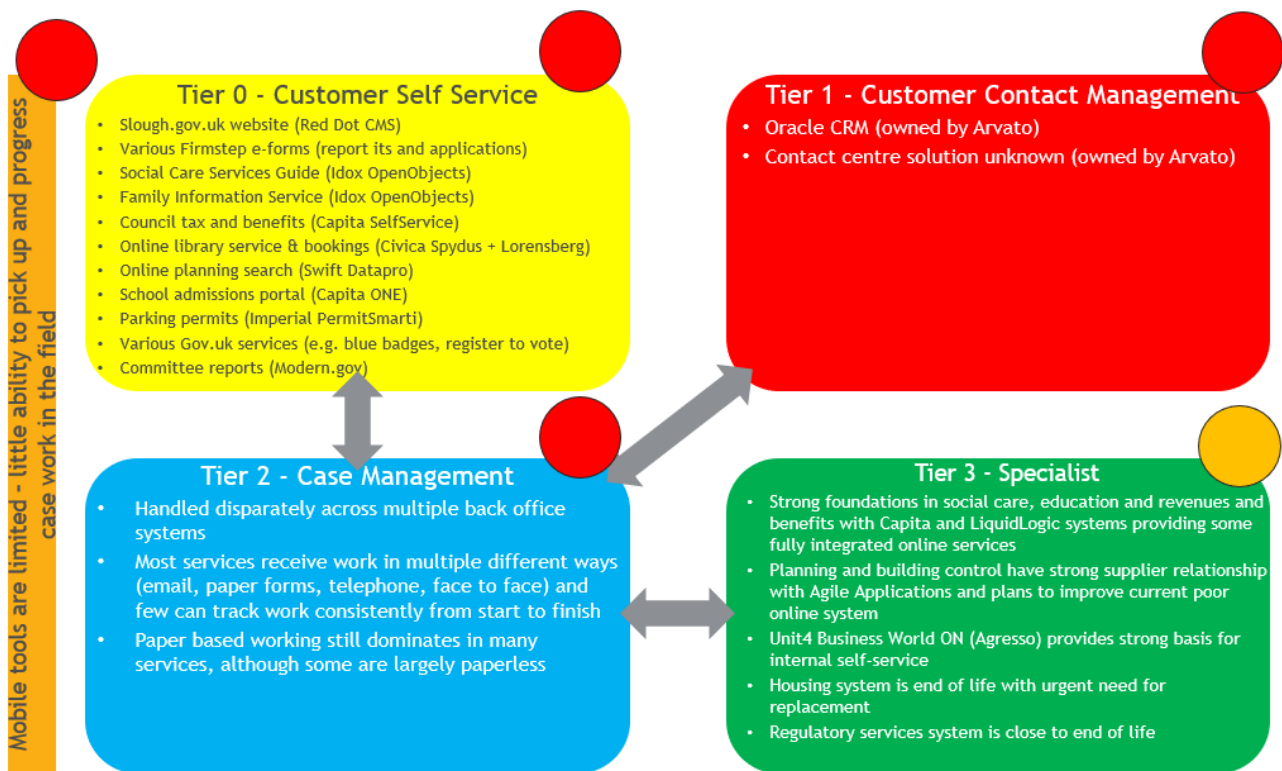 Mobile tools are limited - little ability to pick up and progress
case work in the field
Tier 0 - Customer Self Service
• Slough.gov.uk website (Red Dot CMS)
• Various Firmstep e-forms (report its and applications)
• Social Care Services Guide (Idox OpenObjects)
• Family Information Service (Idox OpenObjects)
• Council tax and benefits (Capita SelfService)
• Online library service & bookings (Civica Spydus + Lorensberg)
• Online planning search (Swift Datapro)
• School admissions portal (Capita ONE)
• Parking permits (Imperial PermitSmarti)
• Various Gov.uk services (e.g. blue badges, register to vote)
• Committee reports (Modern.gov)
Tier 1 - Customer Contact Management
• Oracle CRM (owned by Arvato)
• Contact centre solution unknown (owned by Arvato)
Tier 2 - Case Management
• Handled disparately across multiple back office
systems
• Most services receive work in multiple different ways
(email, paper forms, telephone, face to face) and
few can track work consistently from start to finish
• Paper based working still dominates in many
services, although some are largely paperless
Tier 3 - Specialist
• Strong foundations in social care, education and revenues and
benefits with Capita and LiquidLogic systems providing some
fully integrated online services
• Planning and building control have strong supplier relationship
with Agile Applications and plans to improve current poor
online system
• Unit4 Business World ON (Agresso) provides strong basis for
internal self-service
• Housing system is end of life with urgent need for
replacement
• Regulatory services system is close to end of life